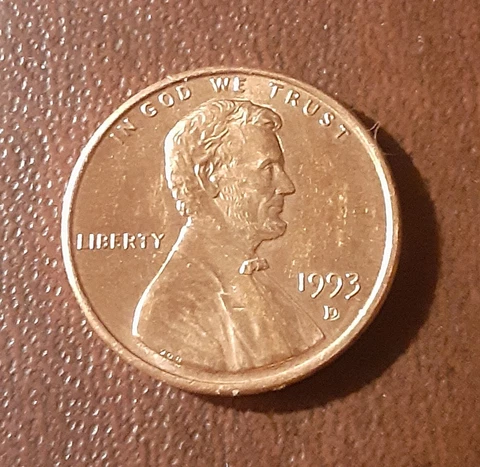 IN GOD WE TRUST
LIBERTY
1993
D